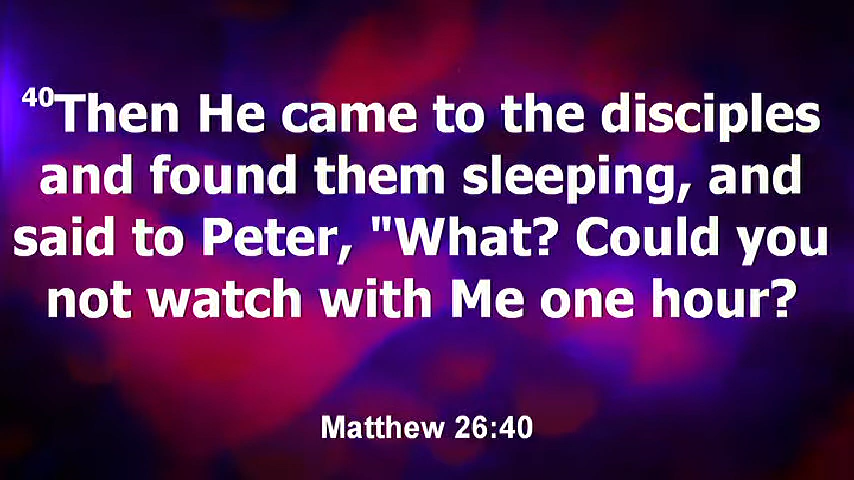 40Then He came to the disciples
and found them sleeping, and
said to Peter, "What? Could you
not watch with Me one hour?
Matthew 26:40